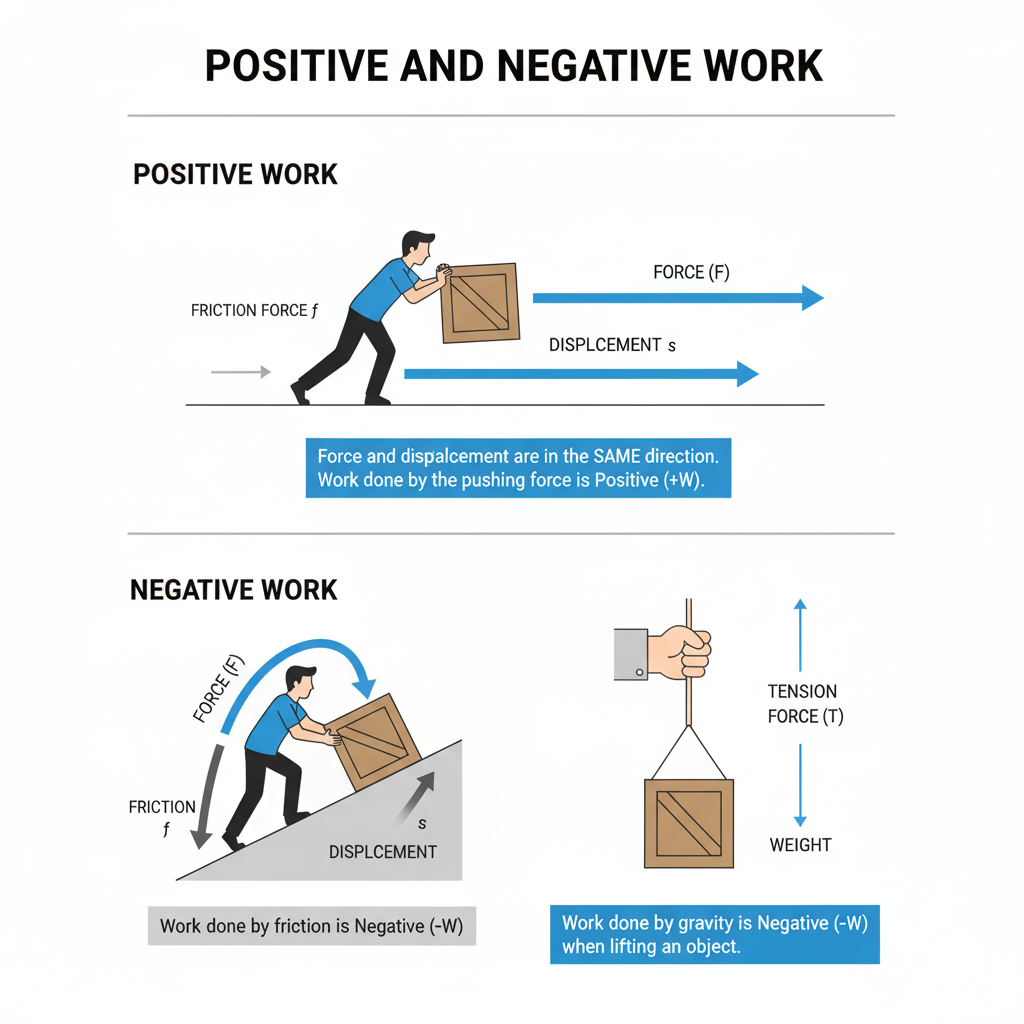 POSITIVE AND NEGATIVE WORK
POSITIVE WORK
FORCE (F)
FRICTION FORCE ƒ
DISPLCEMENT s
Force and dispalcement are in the SAME direction.
Work done by the pushing force is Positive (+W).
NEGATIVE WORK
FORCE (F)
FRICTION
ƒ
s
DISPLCEMENT
Work done by friction is Negative (-W)
TENSION
FORCE (T)
WEIGHT
Work done by gravity is Negative (-W)
when lifting an object.